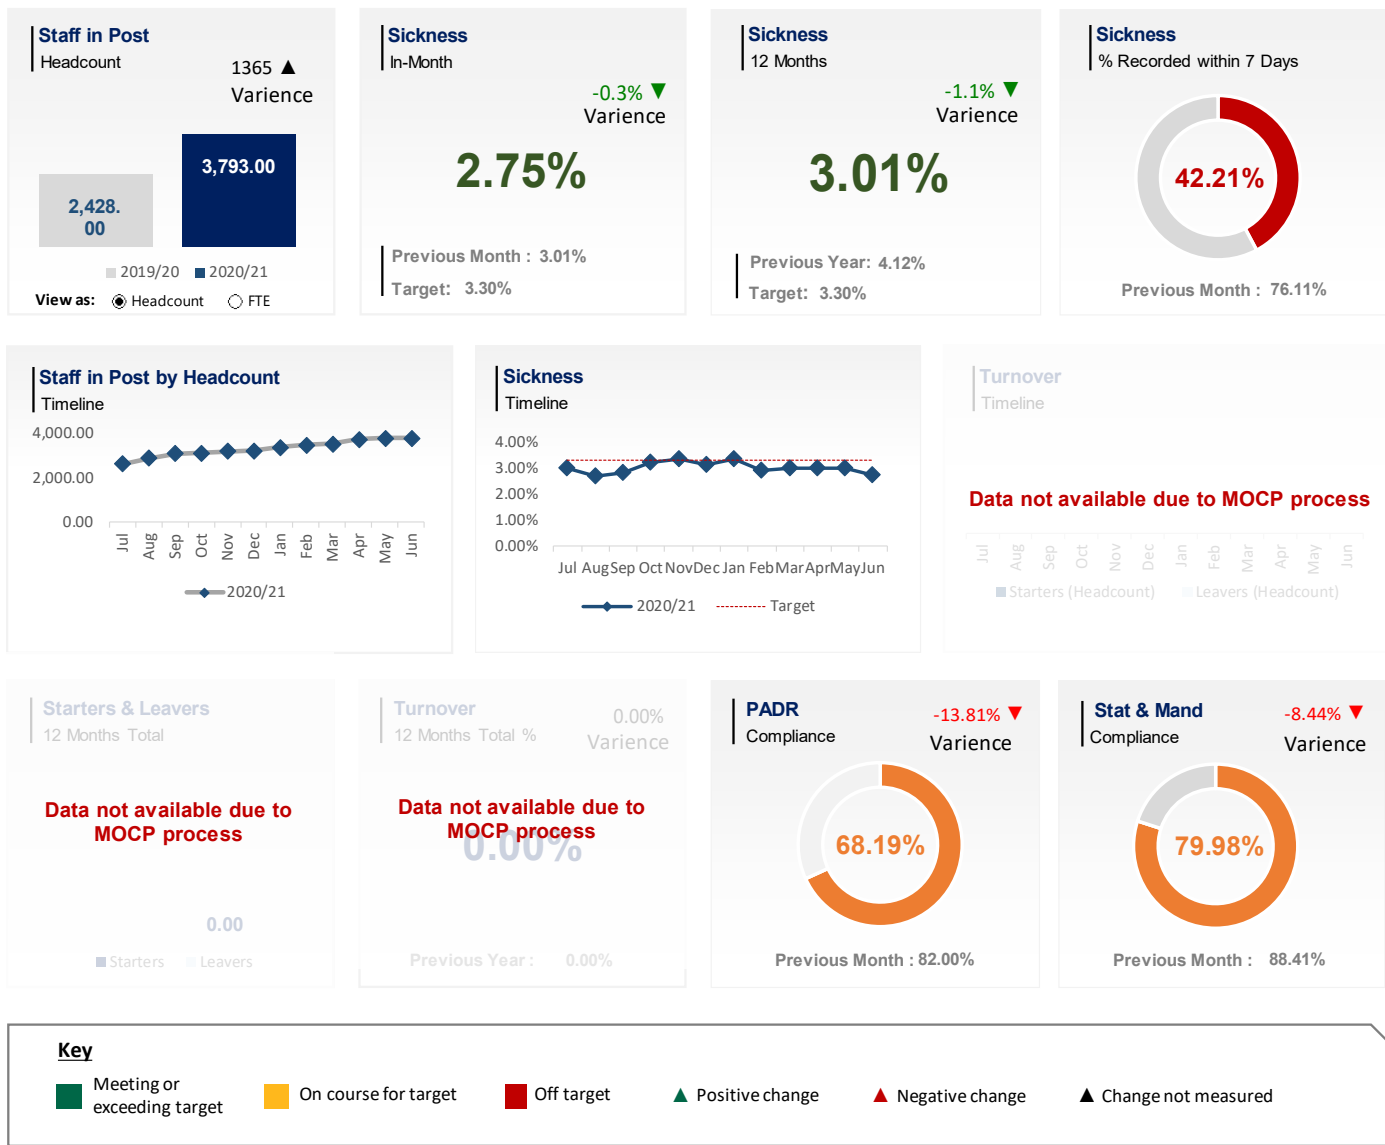 Staff in Post
Headcount
1365 ▲
Varience
3,793.00
2,428.
00
2019/20 2020/21
View as: Headcount FTE
Sickness
In-Month
-0.3% ▼
Varience
2.75%
Previous Month : 3.01%
Target: 3.30%
Sickness
12 Months
-1.1% ▼
Varience
3.01%
Previous Year: 4.12%
Target: 3.30%
Sickness
% Recorded within 7 Days
42.21%
Previous Month : 76.11%
Staff in Post by Headcount
Timeline
4,000.00
2,000.00
0.00
Jul Aug Sep Oct Nov Dec Jan Feb Mar Apr May Jun
2020/21
Sickness
Timeline
4.00%
3.00%
2.00%
1.00%
0.00%
Jul Aug Sep Oct Nov Dec Jan Feb Mar Apr May Jun
2020/21 Target
Turnover
Timeline
Data not available due to MOCP process
Jul Aug Sep Oct Nov Dec Jan Feb Mar Apr May Jun
Starters (Headcount) Leavers (Headcount)
Starters & Leavers
12 Months Total
Data not available due to
MOCP process
0.00
Starters Leavers
Turnover
12 Months Total %
0.00%
Varience
Data not available due to
MOCP process
0.00%
Previous Year : 0.00%
PADR
Compliance
-13.81% ▼
Varience
68.19%
Previous Month : 82.00%
Stat & Mand
Compliance
-8.44% ▼
Varience
79.98%
Previous Month : 88.41%
Key
Meeting or
exceeding target
On course for target
Off target
▲ Positive change
▲ Negative change
▲ Change not measured